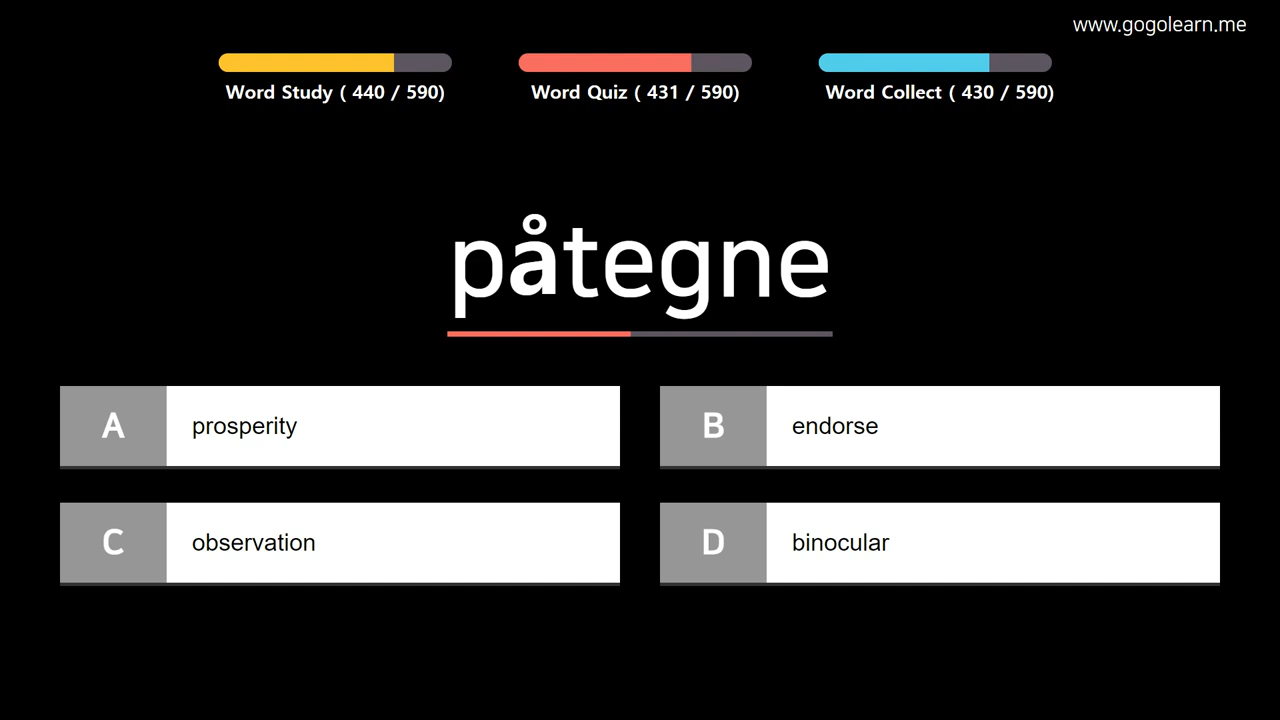 www.gogolearn.me
Word Study ( 440 / 590)
Word Quiz ( 431 / 590)
Word Collect ( 430 / 590)
påtegne
A
prosperity
B
endorse
C
observation
D
binocular